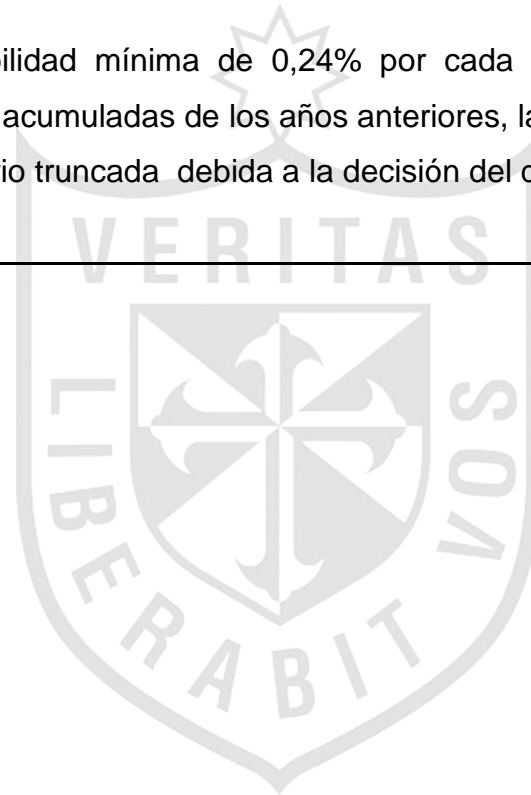 bilidad mínima de 0,24% por cada
acumuladas de los años anteriores, la
rio truncada debida a la decisión del
VERITAS
LIBERABIT
VOS